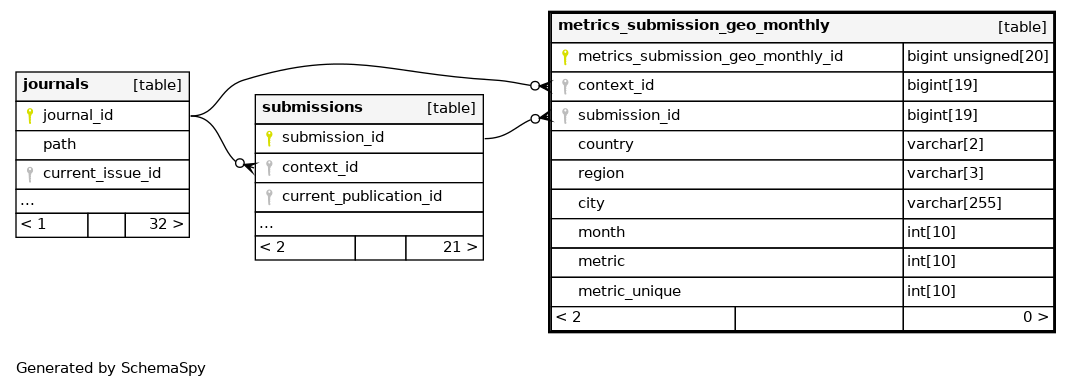 journals [table]
journal_id
path
current_issue_id
...
< 1 32 >
submissions [table]
submission_id
context_id
current_publication_id
...
< 2 21 >
metrics_submission_geo_monthly [table]
metrics_submission_geo_monthly_id bigint unsigned[20]
context_id bigint[19]
submission_id bigint[19]
country varchar[2]
region varchar[3]
city varchar[255]
month int[10]
metric int[10]
metric_unique int[10]
< 2 0 >
Generated by SchemaSpy